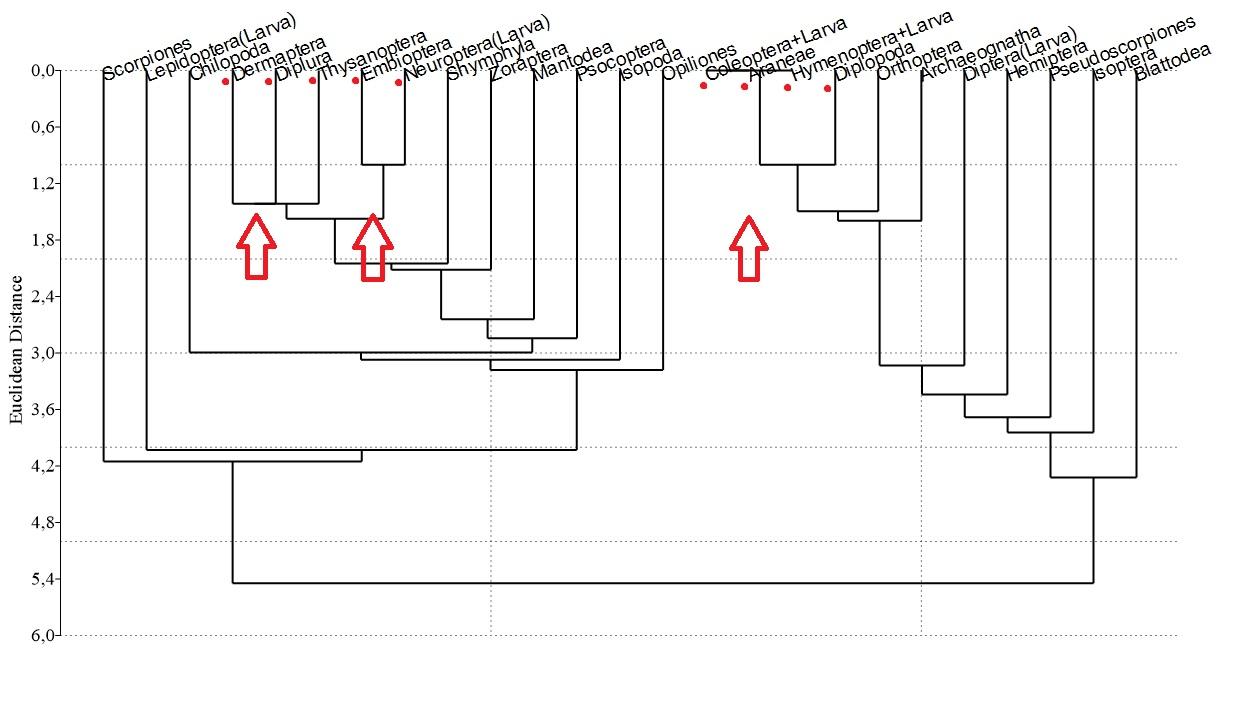 Scorpiones
Lepidoptera(Larva)
Chilopoda
Dermaptera
Diplura
Thysanoptera
Embioptera
Neuroptera(Larva)
Shymphyla
Zoraptera
Mantodea
Psocoptera
Isopoda
Opiliones
Coleoptera+Larva
Araneae
Hymenoptera+Larva
Diplopoda
Orthoptera
Archaeognatha
Diptera(Larva)
Hemiptera
Pseudoscorpiones
Isoptera
Blattodea
0,0
0,6
1,2
1,8
2,4
3,0
3,6
4,2
4,8
5,4
6,0
Euclidean Distance